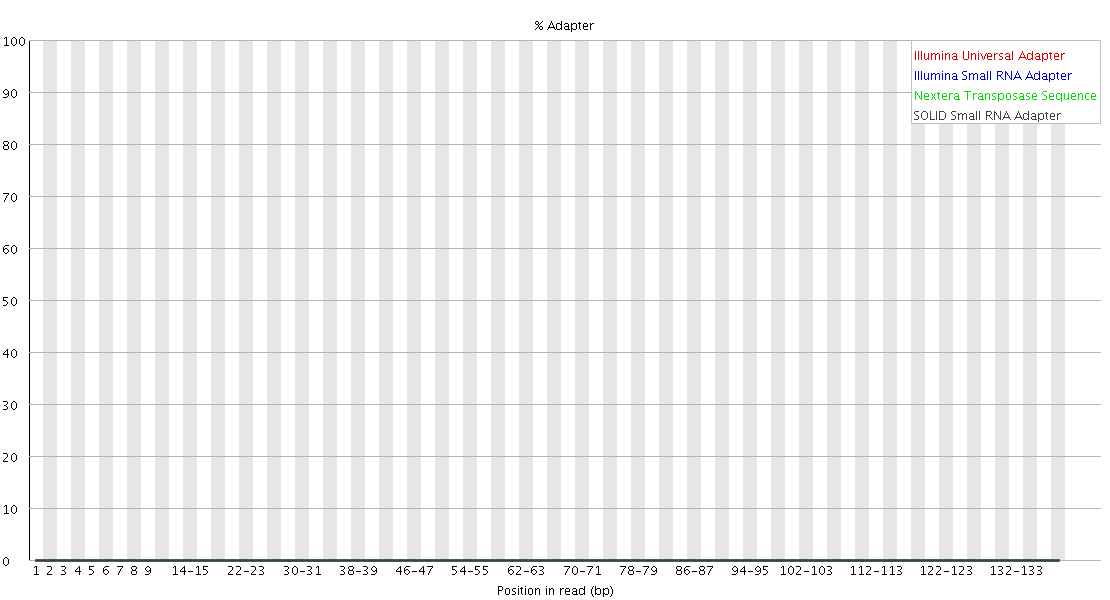 % Adapter
100
90
80
70
60
50
40
30
20
10
0
Illumina Universal Adapter
Illumina Small RNA Adapter
Nextera Transposase Sequence
SOLID Small RNA Adapter
1 2 3 4 5 6 7 8 9 14-15 22-23 30-31 38-39 46-47 54-55 62-63 70-71 78-79 86-87 94-95 102-103 112-113 122-123 132-133
Position in read (bp)